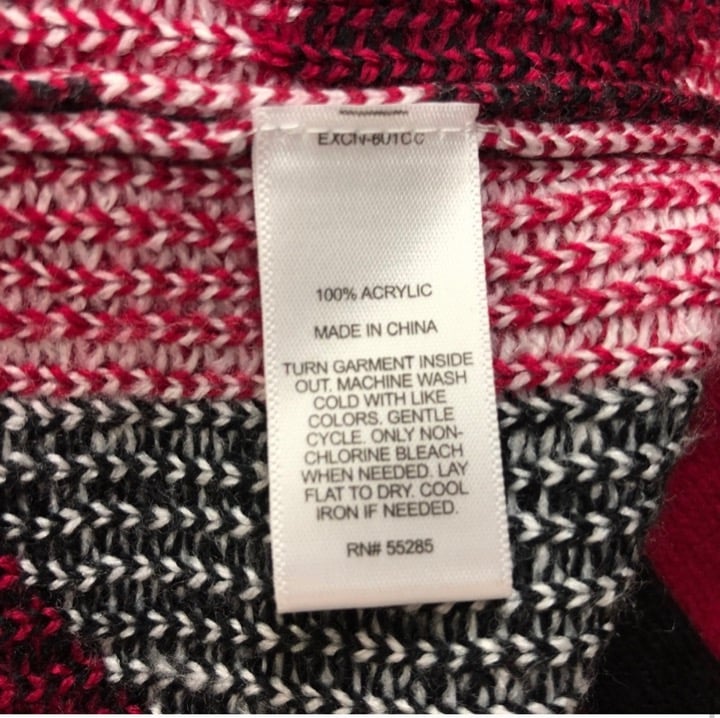 100% ACRYLIC
MADE IN CHINA
TURN GARMENT INSIDE
OUT. MACHINE WASH
COLD WITH LIKE
COLORS. GENTLE
CYCLE. ONLY NON-
CHLORINE BLEACH
WHEN NEEDED. LAY
FLAT TO DRY. COOL
IRON IF NEEDED.
RN# 55285